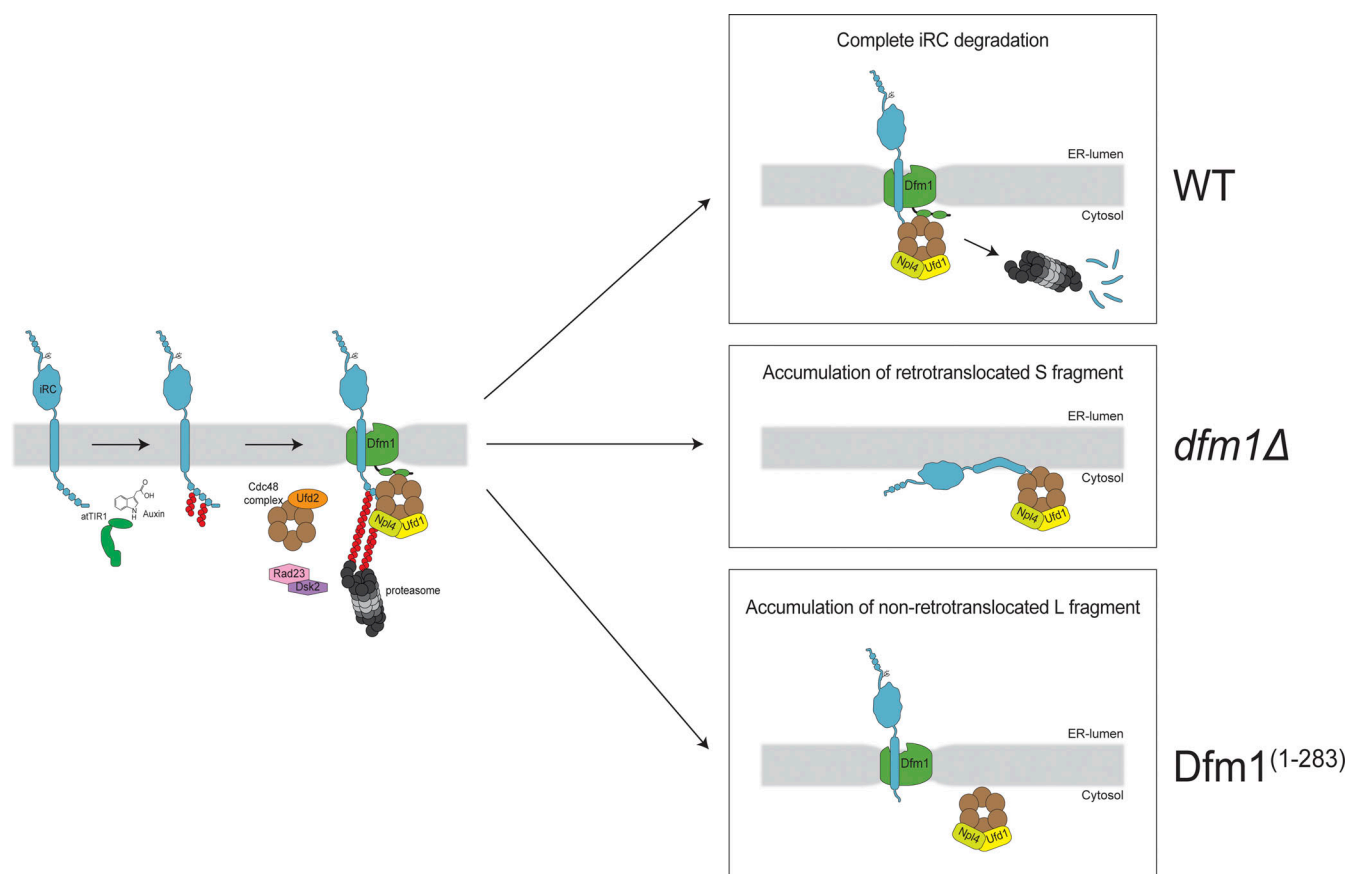 iRC
atTIR1
O
OH
N
H
Auxin
Cdc48
complex
Ufd2
Rad23
Dsk2
Dfm1
Npl4
Ufd1
proteasome
Complete iRC degradation
ER-lumen
Dfm1
Cytosol
Npl4
Ufd1
WT
Accumulation of retrotranslocated S fragment
ER-lumen
Cytosol
Npl4
Ufd1
dfm1Δ
Accumulation of non-retrotranslocated L fragment
ER-lumen
Dfm1
Cytosol
Npl4
Ufd1
Dfm1(1-283)